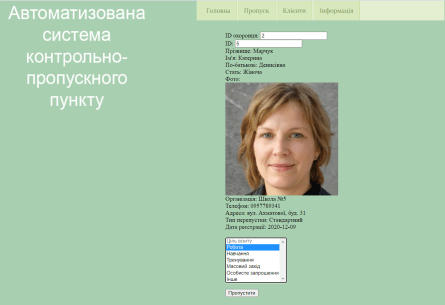 Автоматизована
система
контрольно-
пропускного
пункту
Головна Пропуск Клієнти Інформація
ID охоронця: 2
ID: 5
Прізвище: Марчук
Ім'я: Катерина
По-батькові: Денисівна
Стать: Жіноча
Фото:
Організація: Школа №5
Телефон: 0957789341
Адреса: вул. Ахматової, буд. 31
Тип перепустки: Стандартний
Дата реєстрації: 2020-12-09
Ціль візиту
Робота
Навчання
Тренування
Масовий захід
Особисте запрошення
Інше
Пропустити